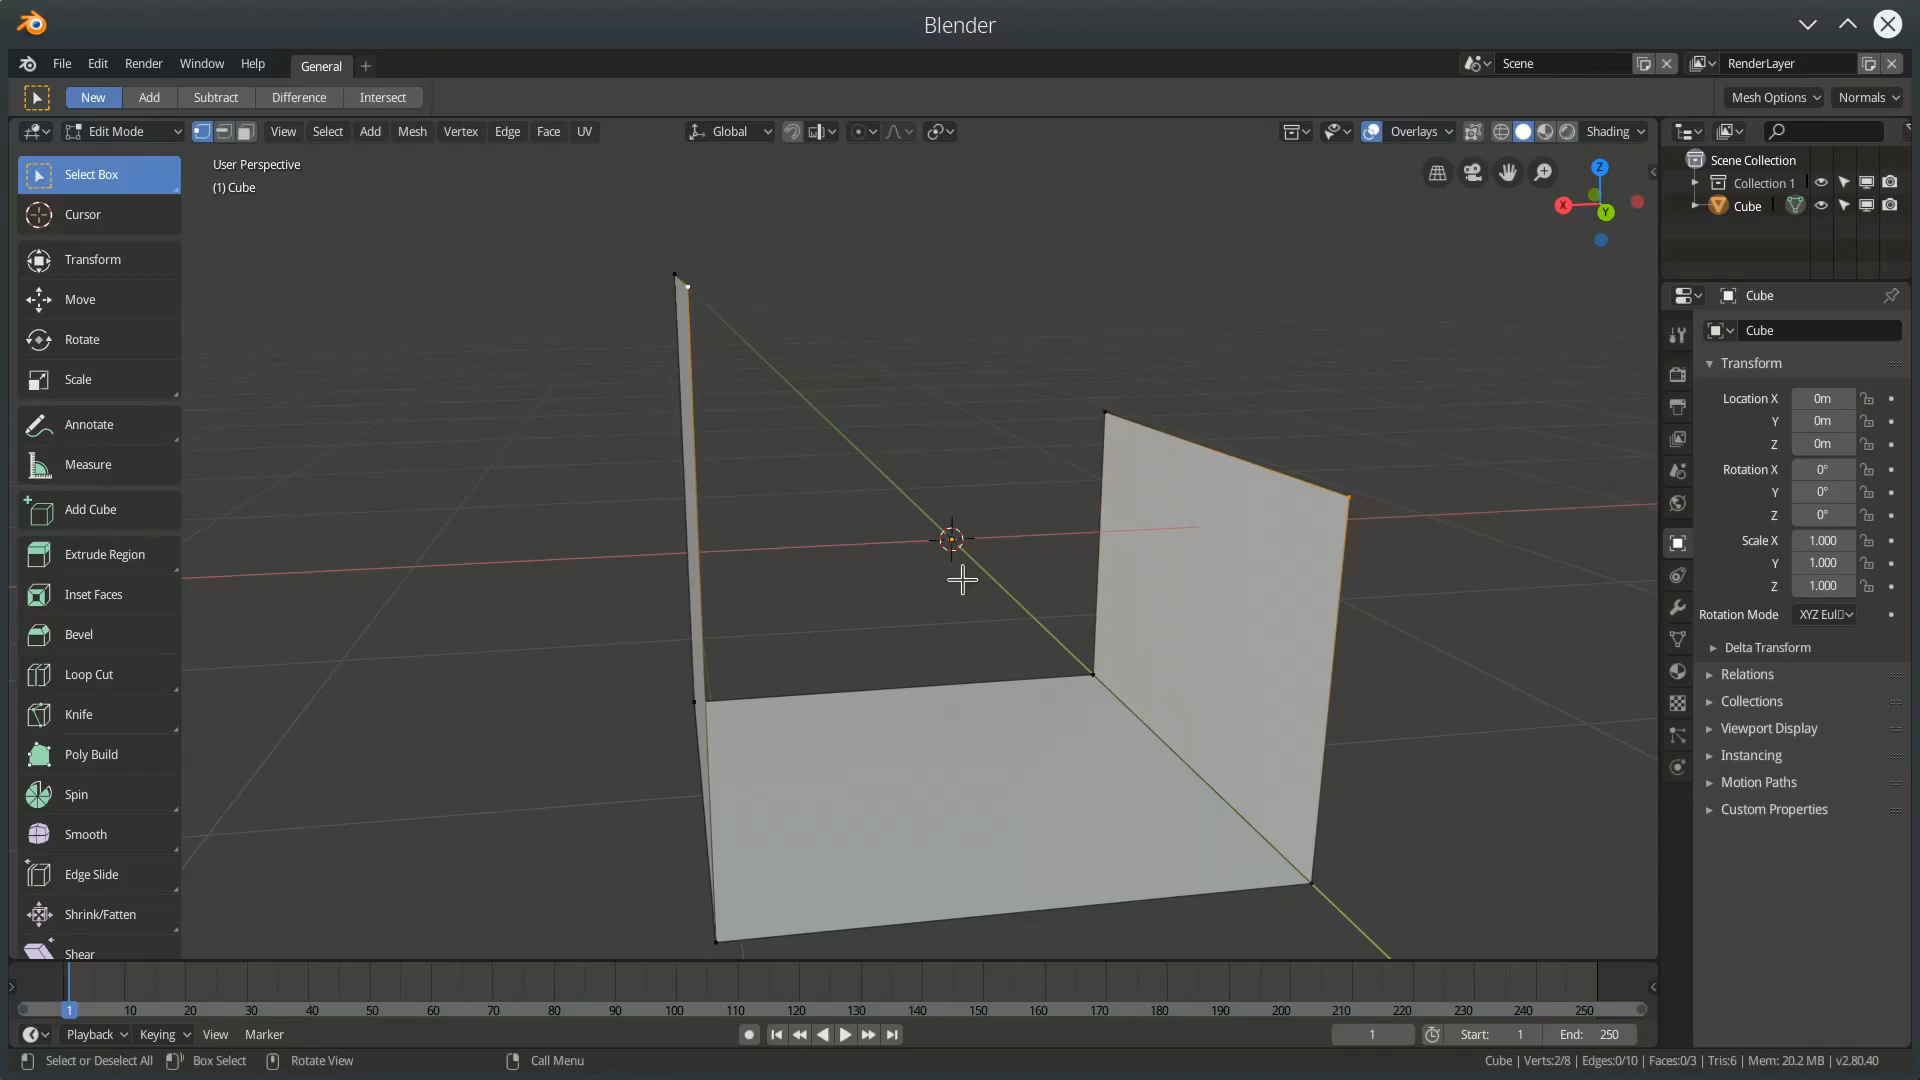 Blender
File Edit Render Window Help General + Scene RenderLayer
New Add Subtract Difference Intersect Mesh Options Normals
Edit Mode View Select Add Mesh Vertex Edge Face UV Global Overlays Shading
User Perspective
(1) Cube
Z
X
Y
Select Box
Cursor
Transform
Move
Rotate
Scale
Annotate
Measure
Add Cube
Extrude Region
Inset Faces
Bevel
Loop Cut
Knife
Poly Build
Spin
Smooth
Edge Slide
Shrink/Fatten
Shear
Scene Collection
Collection 1
Cube
Cube
Cube
Transform
Location X 0m
Y 0m
Z 0m
Rotation X 0°
Y 0°
Z 0°
Scale X 1.000
Y 1.000
Z 1.000
Rotation Mode XYZ Eul
Delta Transform
Relations
Collections
Viewport Display
Instancing
Motion Paths
Custom Properties
1 10 20 30 40 50 60 70 80 90 100 110 120 130 140 150 160 170 180 190 200 210 220 230 240 250
Playback Keying View Marker 1 Start: 1 End: 250
Select or Deselect All Box Select Rotate View Call Menu Cube | Verts:2/8 | Edges:0/10 | Faces:0/3 | Tris:6 | Mem: 20.2 MB | v2.80.40